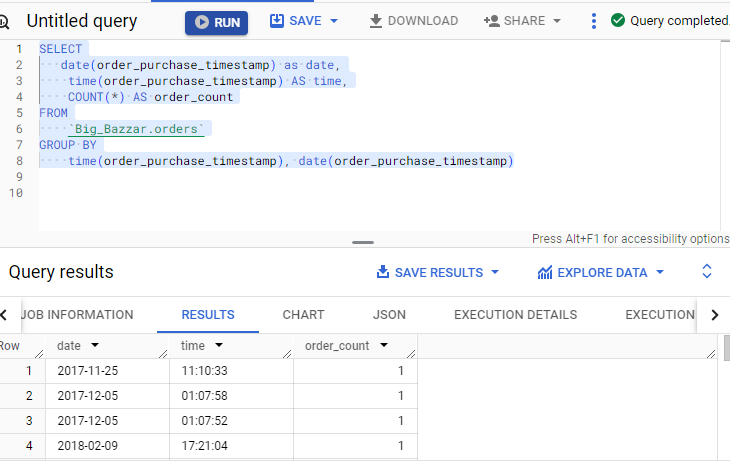 Untitled query RUN SAVE DOWNLOAD SHARE Query completed.
1 SELECT
2 date(order_purchase_timestamp) as date,
3 time(order_purchase_timestamp) AS time,
4 COUNT(*) AS order_count
5 FROM
6 `Big_Bazzar.orders`
7 GROUP BY
8 time(order_purchase_timestamp), date(order_purchase_timestamp)
9
10
Press Alt+F1 for accessibility options
Query results SAVE RESULTS EXPLORE DATA
JOB INFORMATION RESULTS CHART JSON EXECUTION DETAILS EXECUTION
Row date time order_count
1 2017-11-25 11:10:33 1
2 2017-12-05 01:07:58 1
3 2017-12-05 01:07:52 1
4 2018-02-09 17:21:04 1